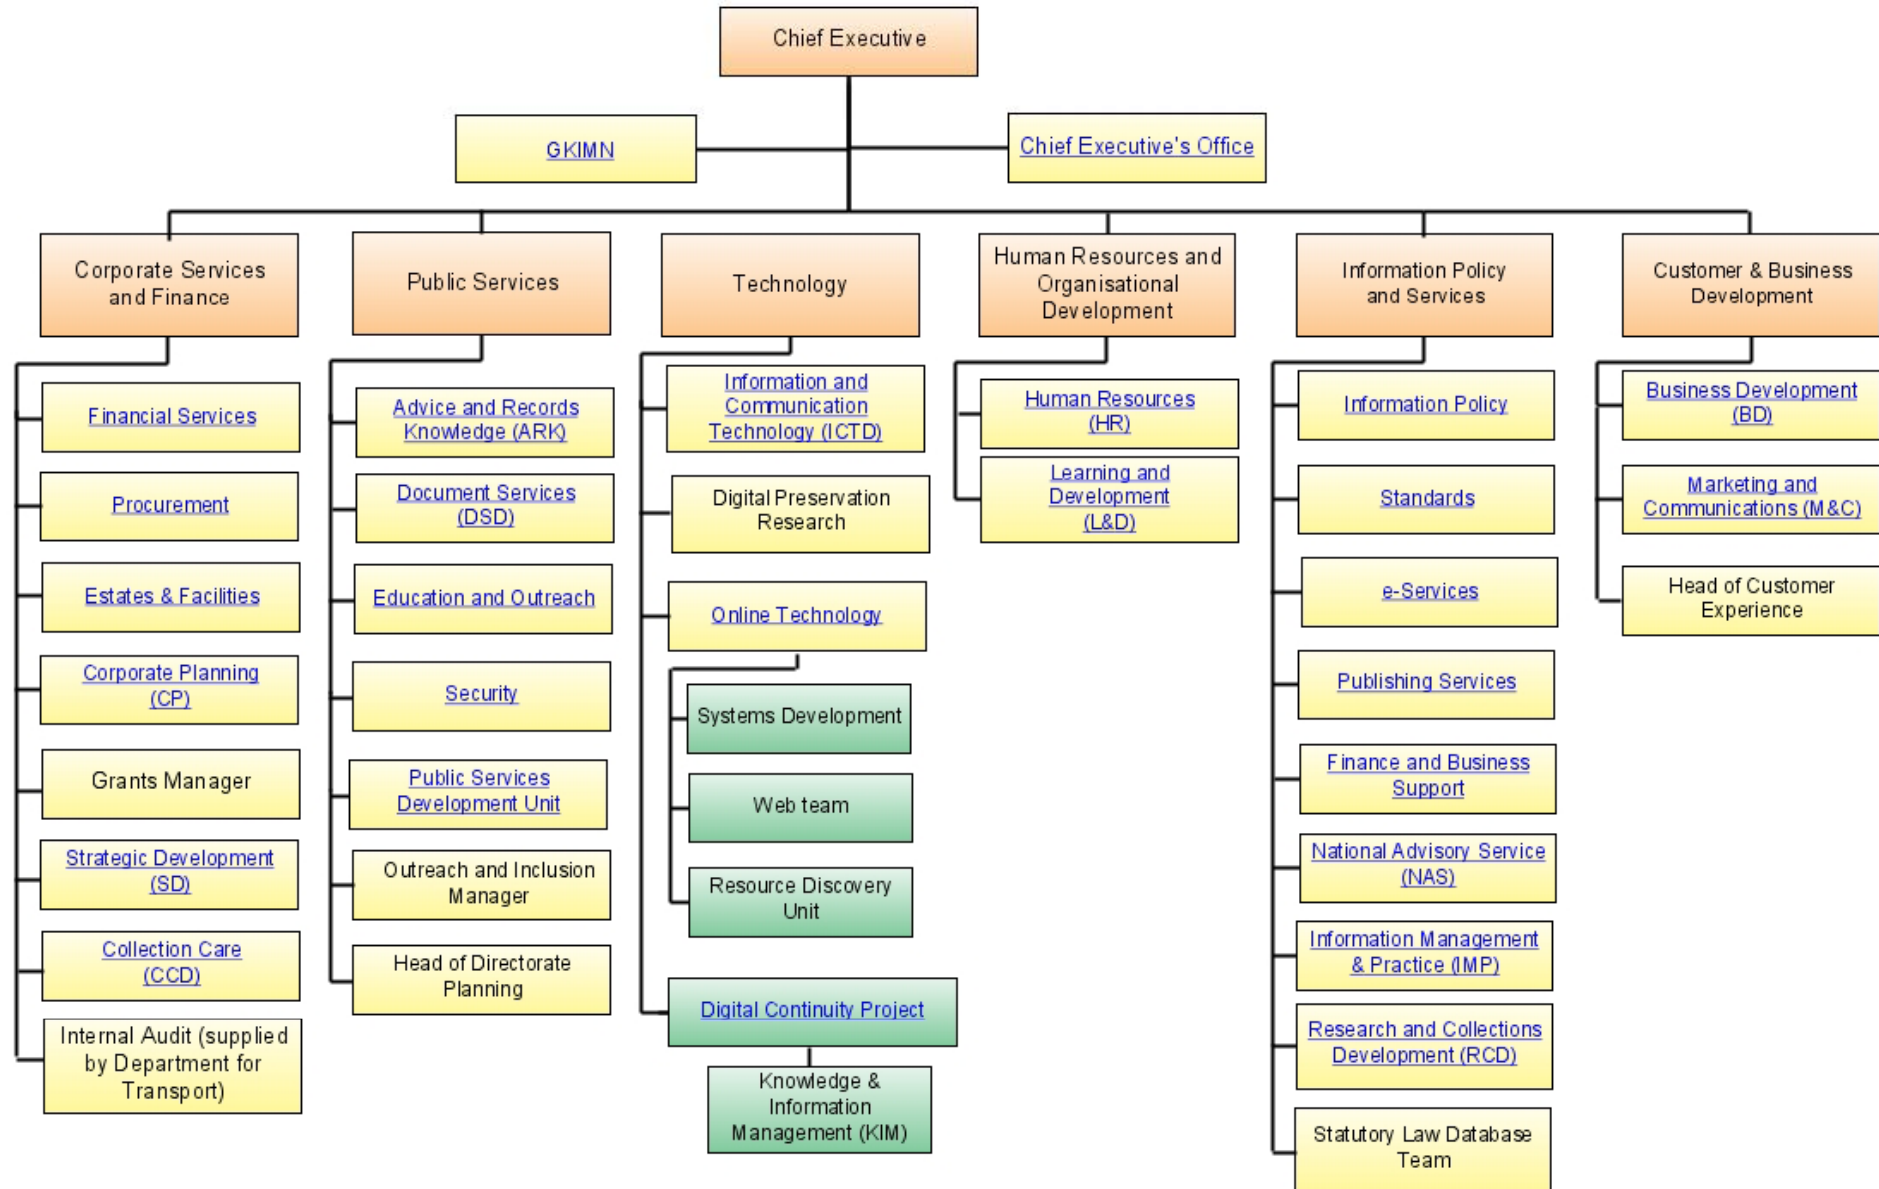 Chief Executive
GKIMN
Chief Executive's Office
Corporate Services
and Finance
Public Services
Technology
Human Resources and
Organisational
Development
Information Policy
and Services
Customer & Business
Development
Financial Services
Procurement
Estates & Facilities
Corporate Planning
(CP)
Grants Manager
Strategic Development
(SD)
Collection Care
(CCD)
Internal Audit (supplied
by Department for
Transport)
Advice and Records
Knowledge (ARK)
Document Services
(DSD)
Education and Outreach
Security
Public Services
Development Unit
Outreach and Inclusion
Manager
Head of Directorate
Planning
Information and
Communication
Technology (ICTD)
Digital Preservation
Research
Online Technology
Systems Development
Web team
Resource Discovery
Unit
Digital Continuity Project
Knowledge &
Information
Management (KIM)
Human Resources
(HR)
Learning and
Development
(L&D)
Information Policy
Standards
e-Services
Publishing Services
Finance and Business
Support
National Advisory Service
(NAS)
Information Management
& Practice (IMP)
Research and Collections
Development (RCD)
Statutory Law Database
Team
Business Development
(BD)
Marketing and
Communications (M&C)
Head of Customer
Experience